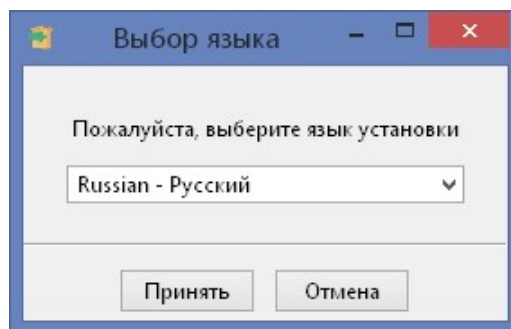 Выбор языка
Пожалуйста, выберите язык установки
Russian - Русский
Принять Отмена